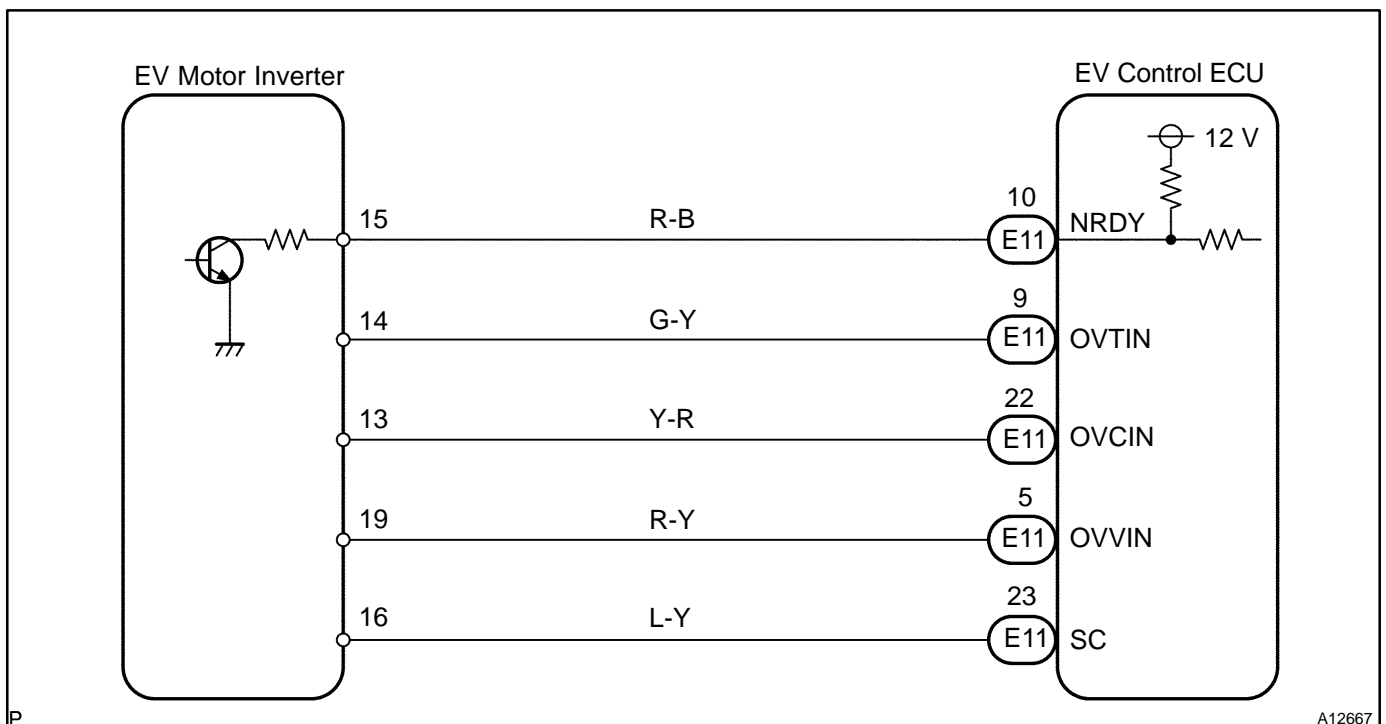 EV Motor Inverter
EV Control ECU
12 V
15
R-B
10
E11
NRDY
14
G-Y
9
E11
OVTIN
13
Y-R
22
E11
OVCIN
19
R-Y
5
E11
OVVIN
16
L-Y
23
E11
SC
P
A12667